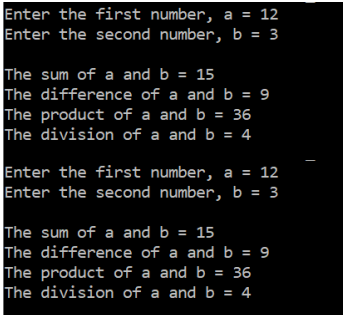 Enter the first number, a = 12
Enter the second number, b = 3
The sum of a and b = 15
The difference of a and b = 9
The product of a and b = 36
The division of a and b = 4
Enter the first number, a = 12
Enter the second number, b = 3
The sum of a and b = 15
The difference of a and b = 9
The product of a and b = 36
The division of a and b = 4